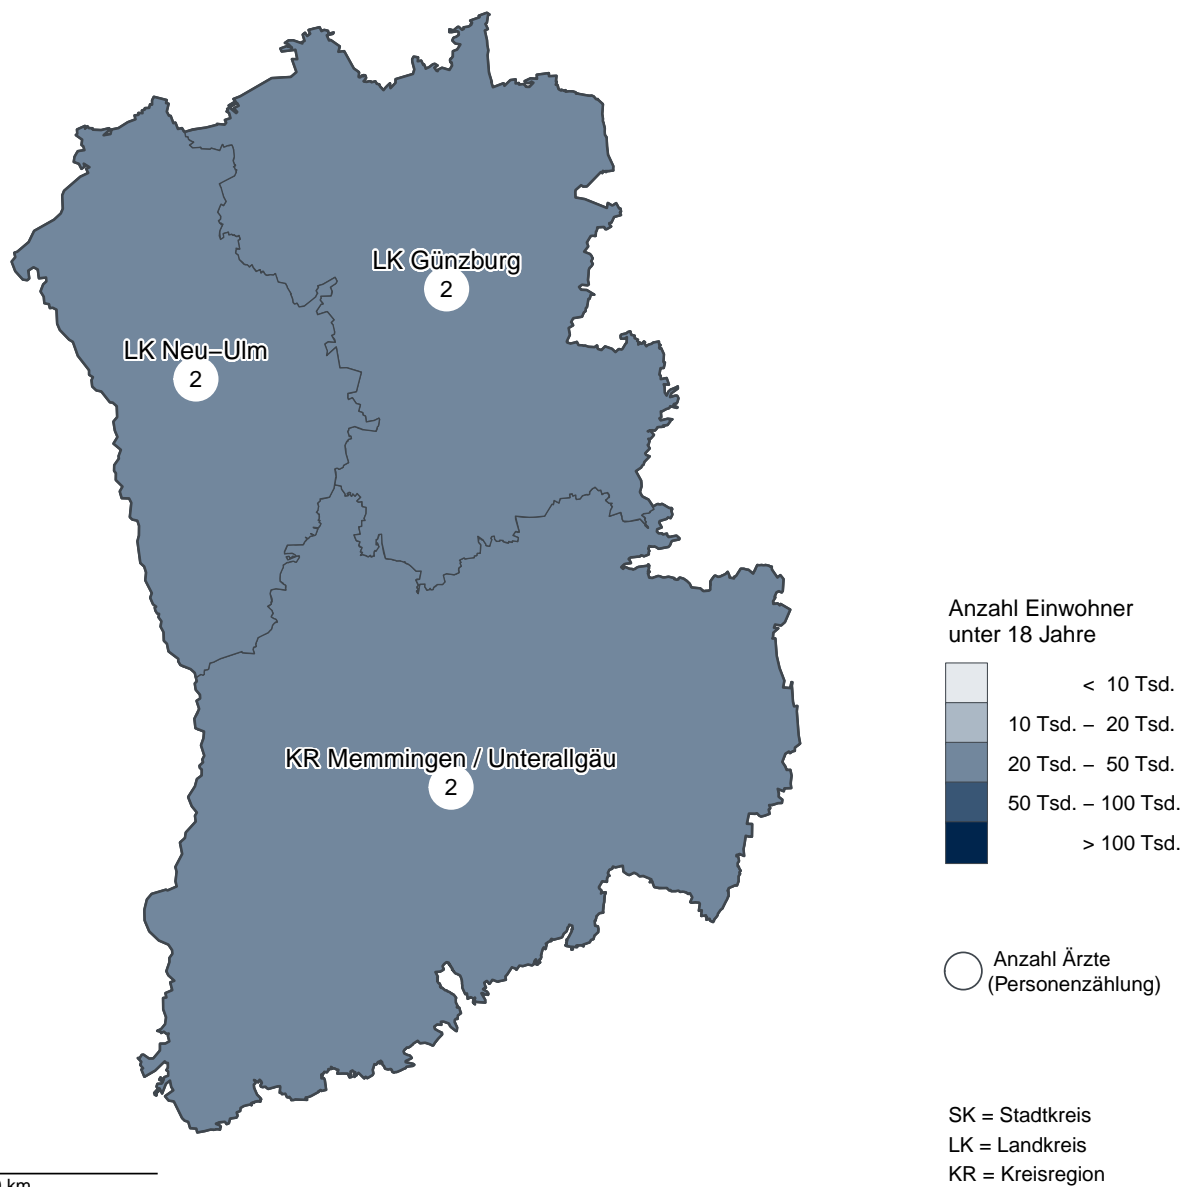 LK Günzburg
2
LK Neu–Ulm
2
KR Memmingen / Unterallgäu
2
Anzahl Einwohner
unter 18 Jahre
< 10 Tsd.
10 Tsd. – 20 Tsd.
20 Tsd. – 50 Tsd.
50 Tsd. – 100 Tsd.
> 100 Tsd.
Anzahl Ärzte
(Personenzählung)
SK = Stadtkreis
LK = Landkreis
KR = Kreisregion
km